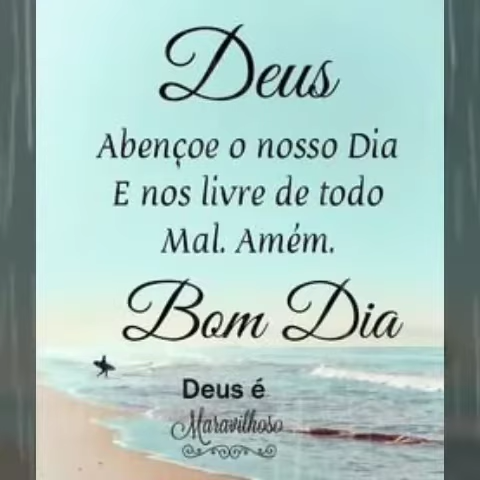 Deus
Abençoe o nosso Dia
E nos livre de todo
Mal. Amém.
Bom Dia
Deus é
Maravilhoso